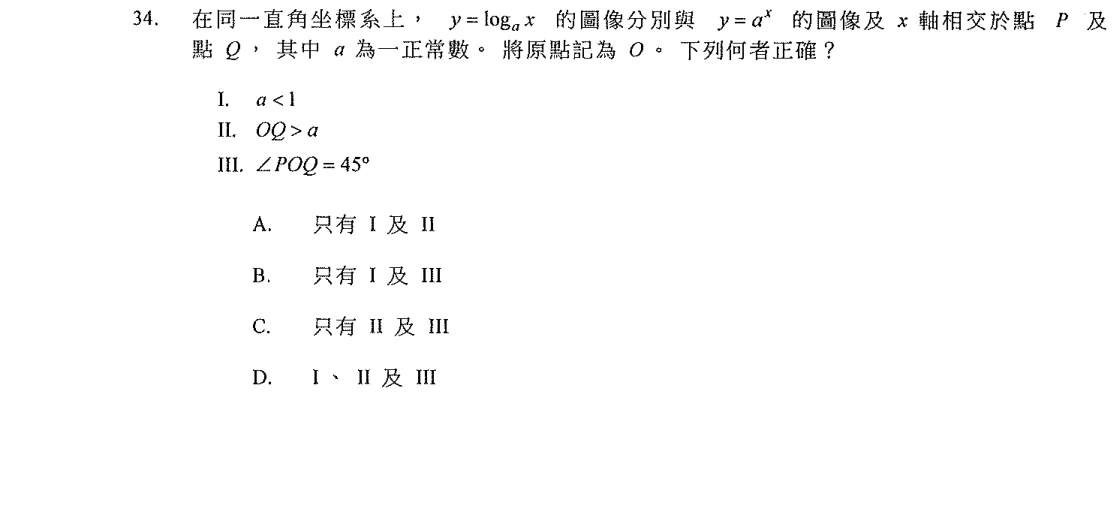 34. 在同一直角坐標系上， y = logₐ x 的圖像分別與 y = aˣ 的圖像及 x 軸相交於點 P 及
點 Q ， 其中 a 為一正常數。 將原點記為 O 。 下列何者正確？
I. a < 1
II. OQ > a
III. ∠POQ = 45°
A. 只有 I 及 II
B. 只有 I 及 III
C. 只有 II 及 III
D. I 、 II 及 III